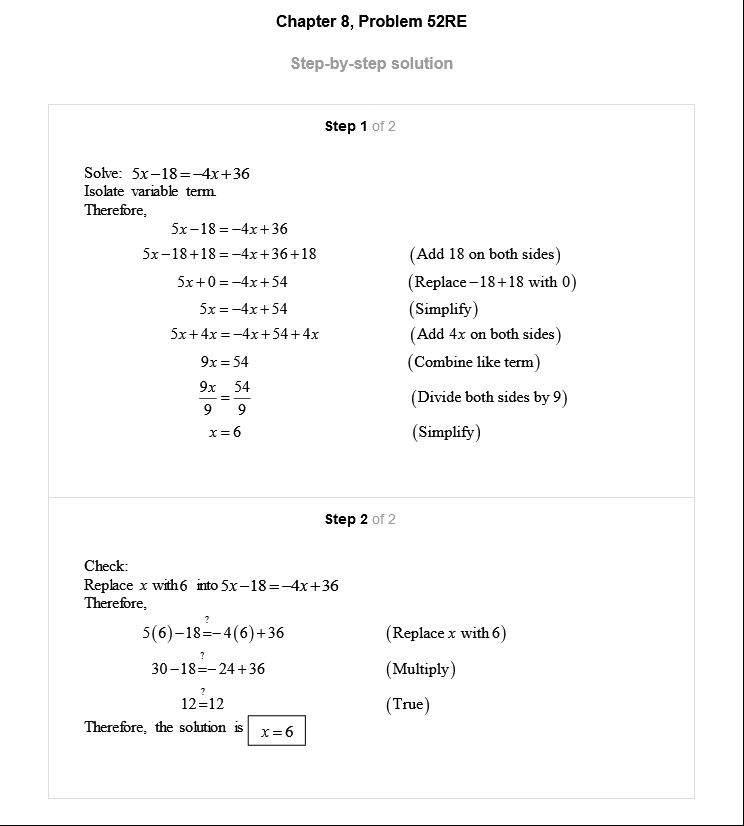 Chapter 8, Problem 52RE
Step-by-step solution
Step 1 of 2
Solve: 5x−18=−4x+36
Isolate variable term.
Therefore,
5x−18=−4x+36
5x−18+18=−4x+36+18 (Add 18 on both sides)
5x+0=−4x+54 (Replace −18+18 with 0)
5x=−4x+54 (Simplify)
5x+4x=−4x+54+4x (Add 4x on both sides)
9x=54 (Combine like term)
9x/9=54/9 (Divide both sides by 9)
x=6 (Simplify)
Step 2 of 2
Check:
Replace x with 6 into 5x−18=−4x+36
Therefore,
5(6)−18=?−4(6)+36 (Replace x with 6)
30−18=?−24+36 (Multiply)
12=?12 (True)
Therefore, the solution is x=6